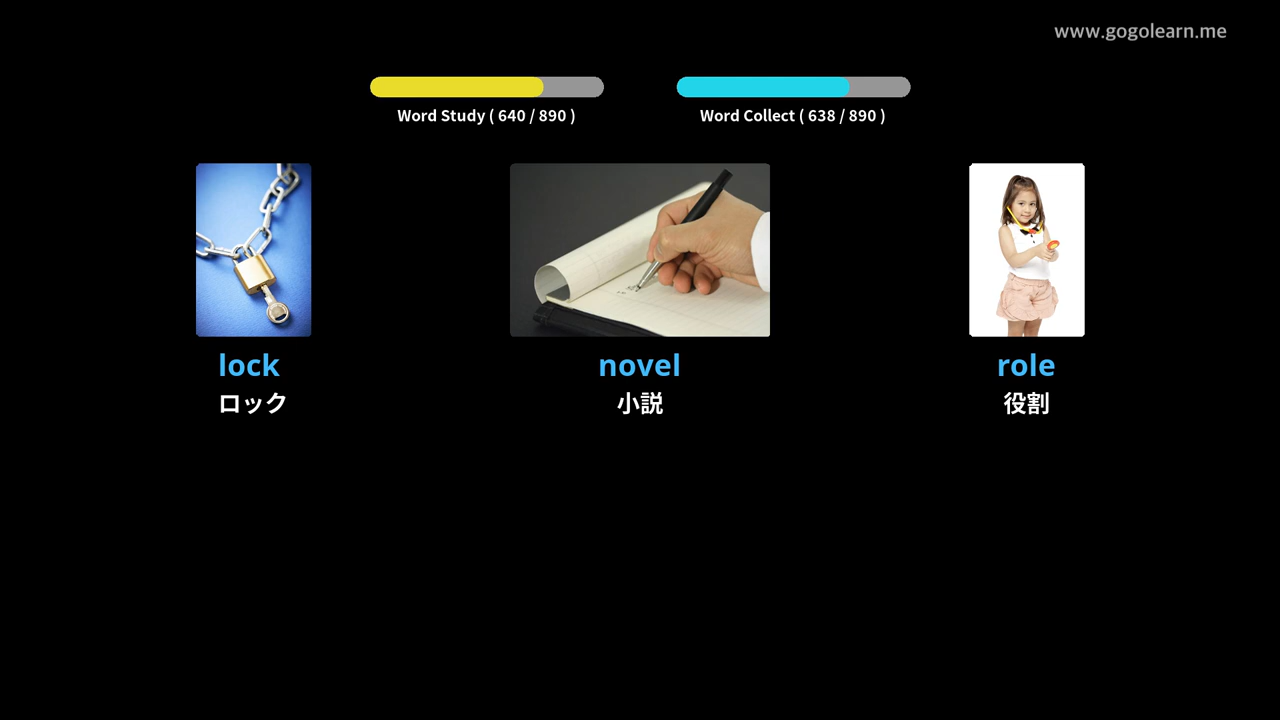 www.gogolearn.me
Word Study ( 640 / 890 )
Word Collect ( 638 / 890 )
lock
ロック
novel
小説
role
役割